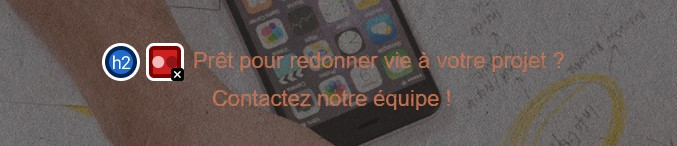 h2 Prêt pour redonner vie à votre projet ?
Contactez notre équipe !